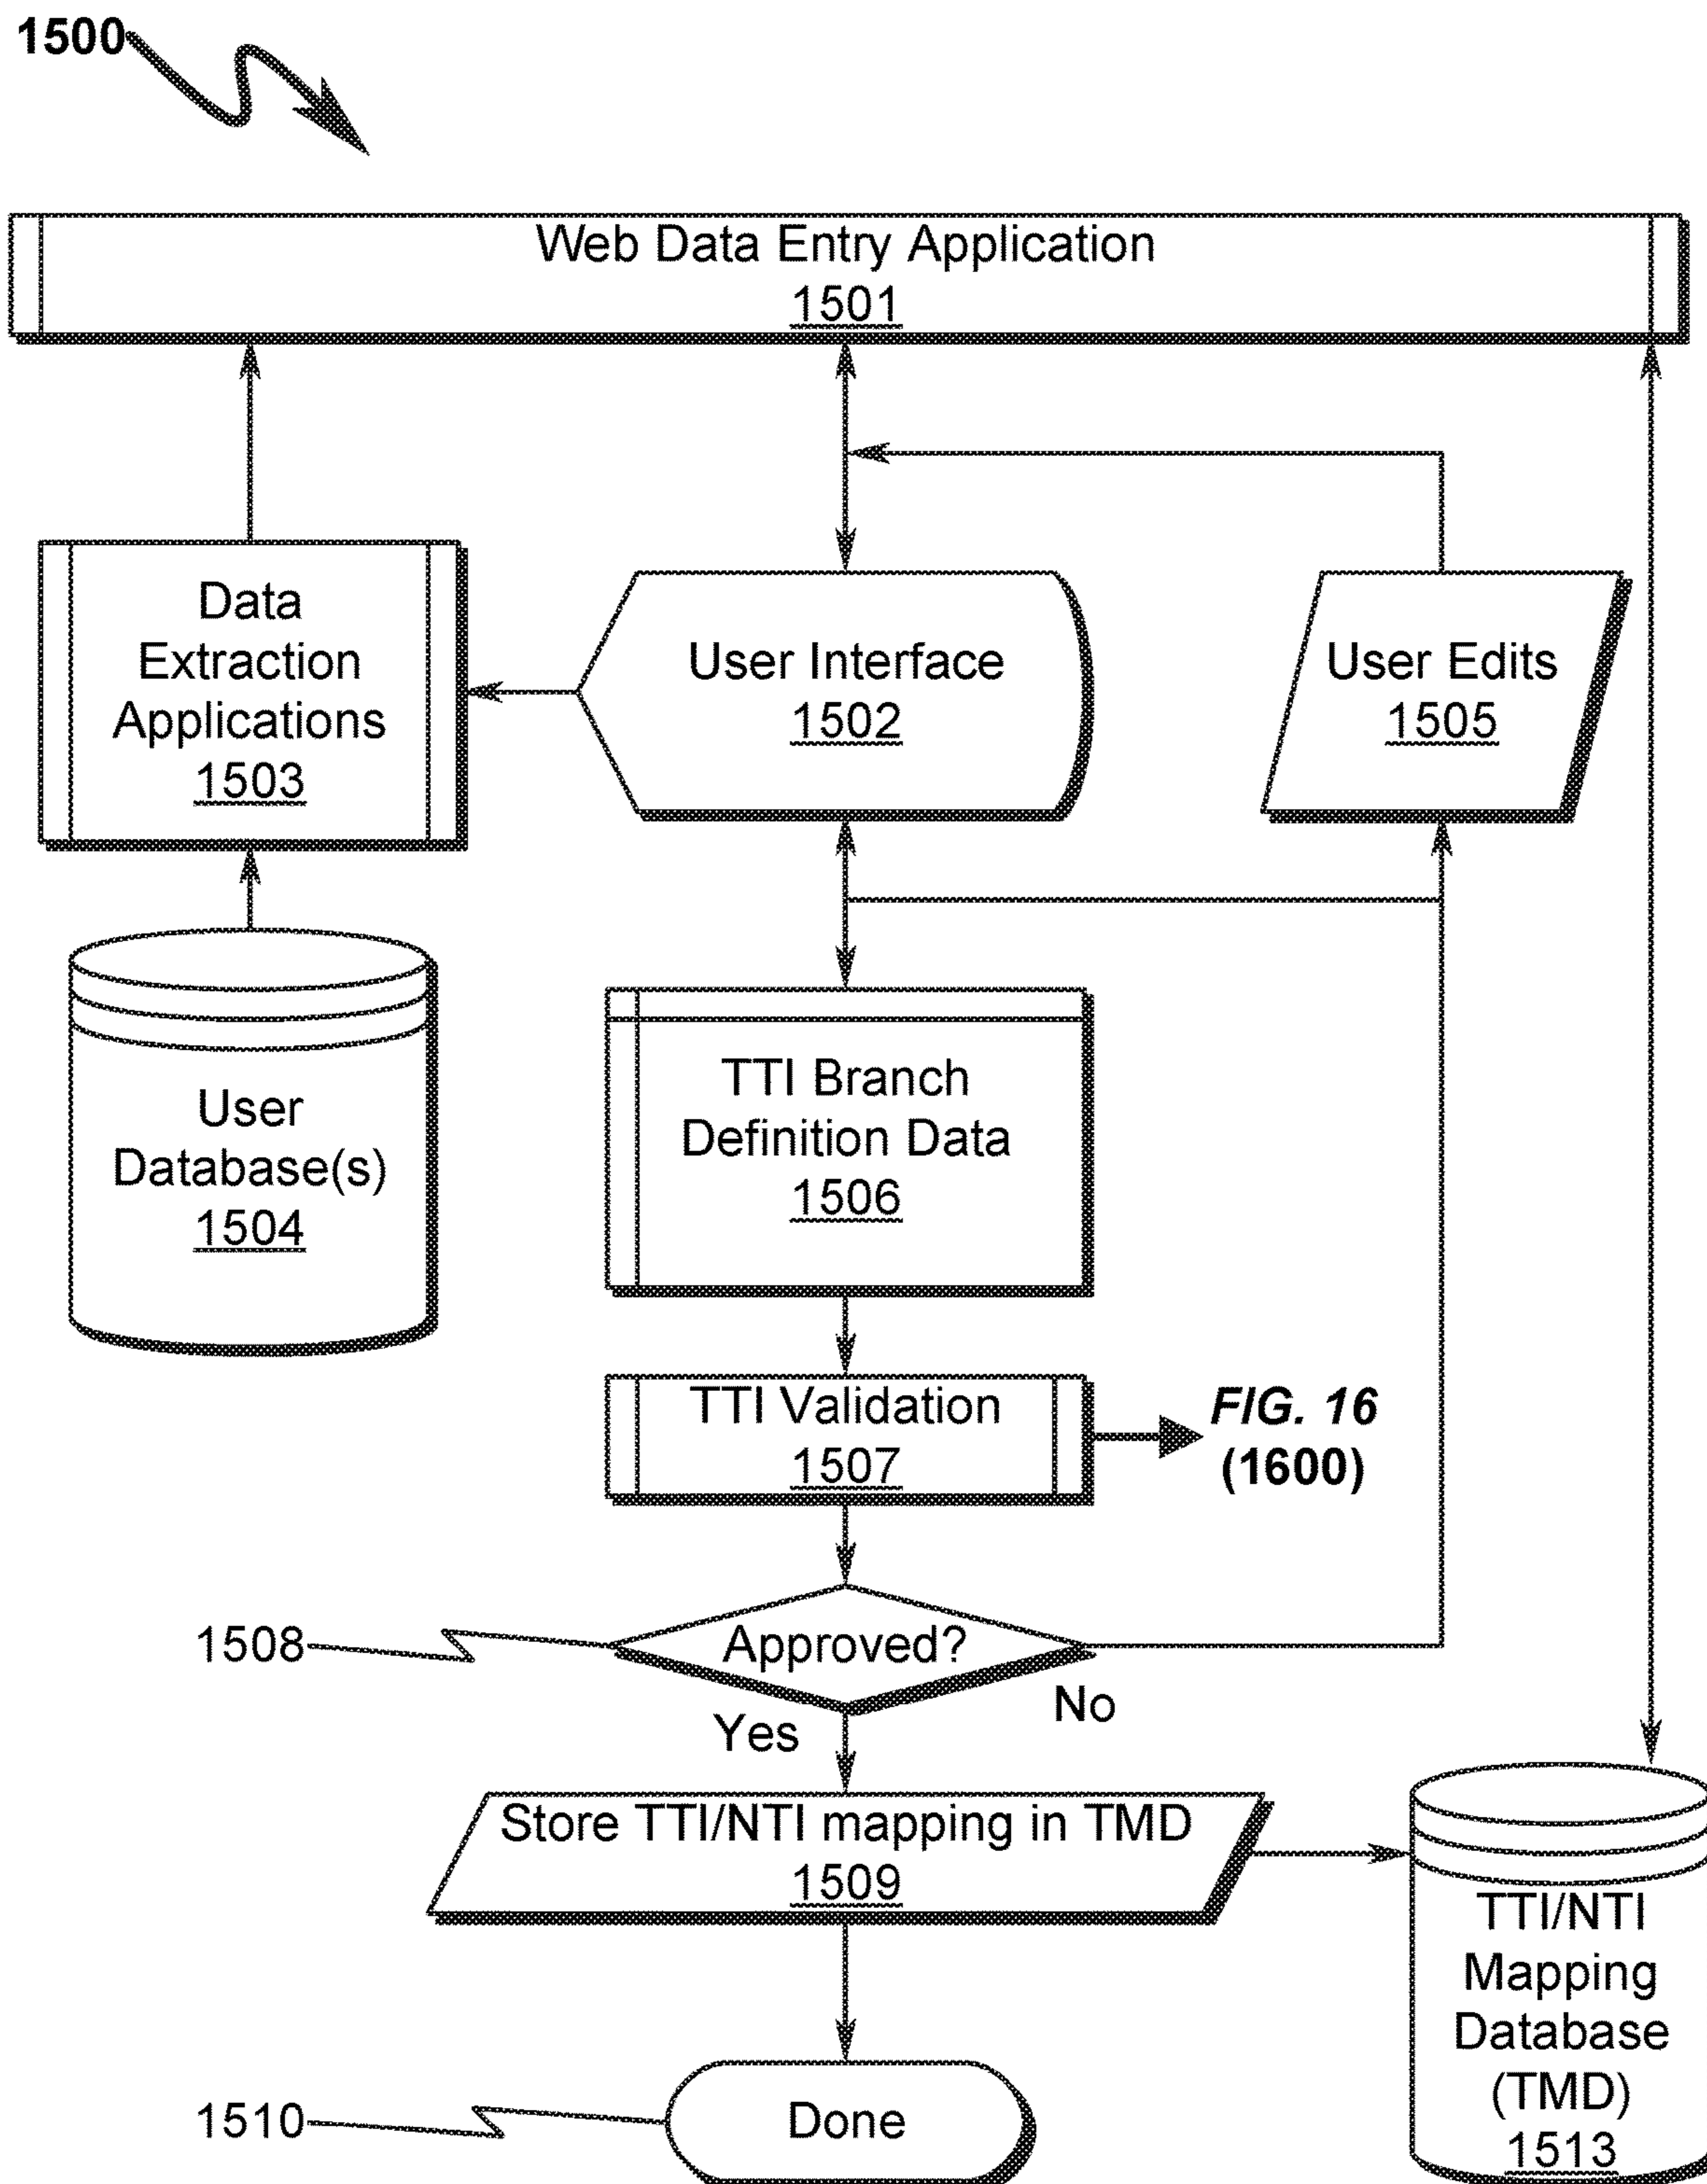 1500
Web Data Entry Application
1501
Data
Extraction
Applications
1503
User Interface
1502
User Edits
1505
User
Database(s)
1504
TTI Branch
Definition Data
1506
TTI Validation
1507
FIG. 16
(1600)
1508
Approved?
No
Yes
Store TTI/NTI mapping in TMD
1509
TTI/NTI
Mapping
Database
(TMD)
1513
1510
Done